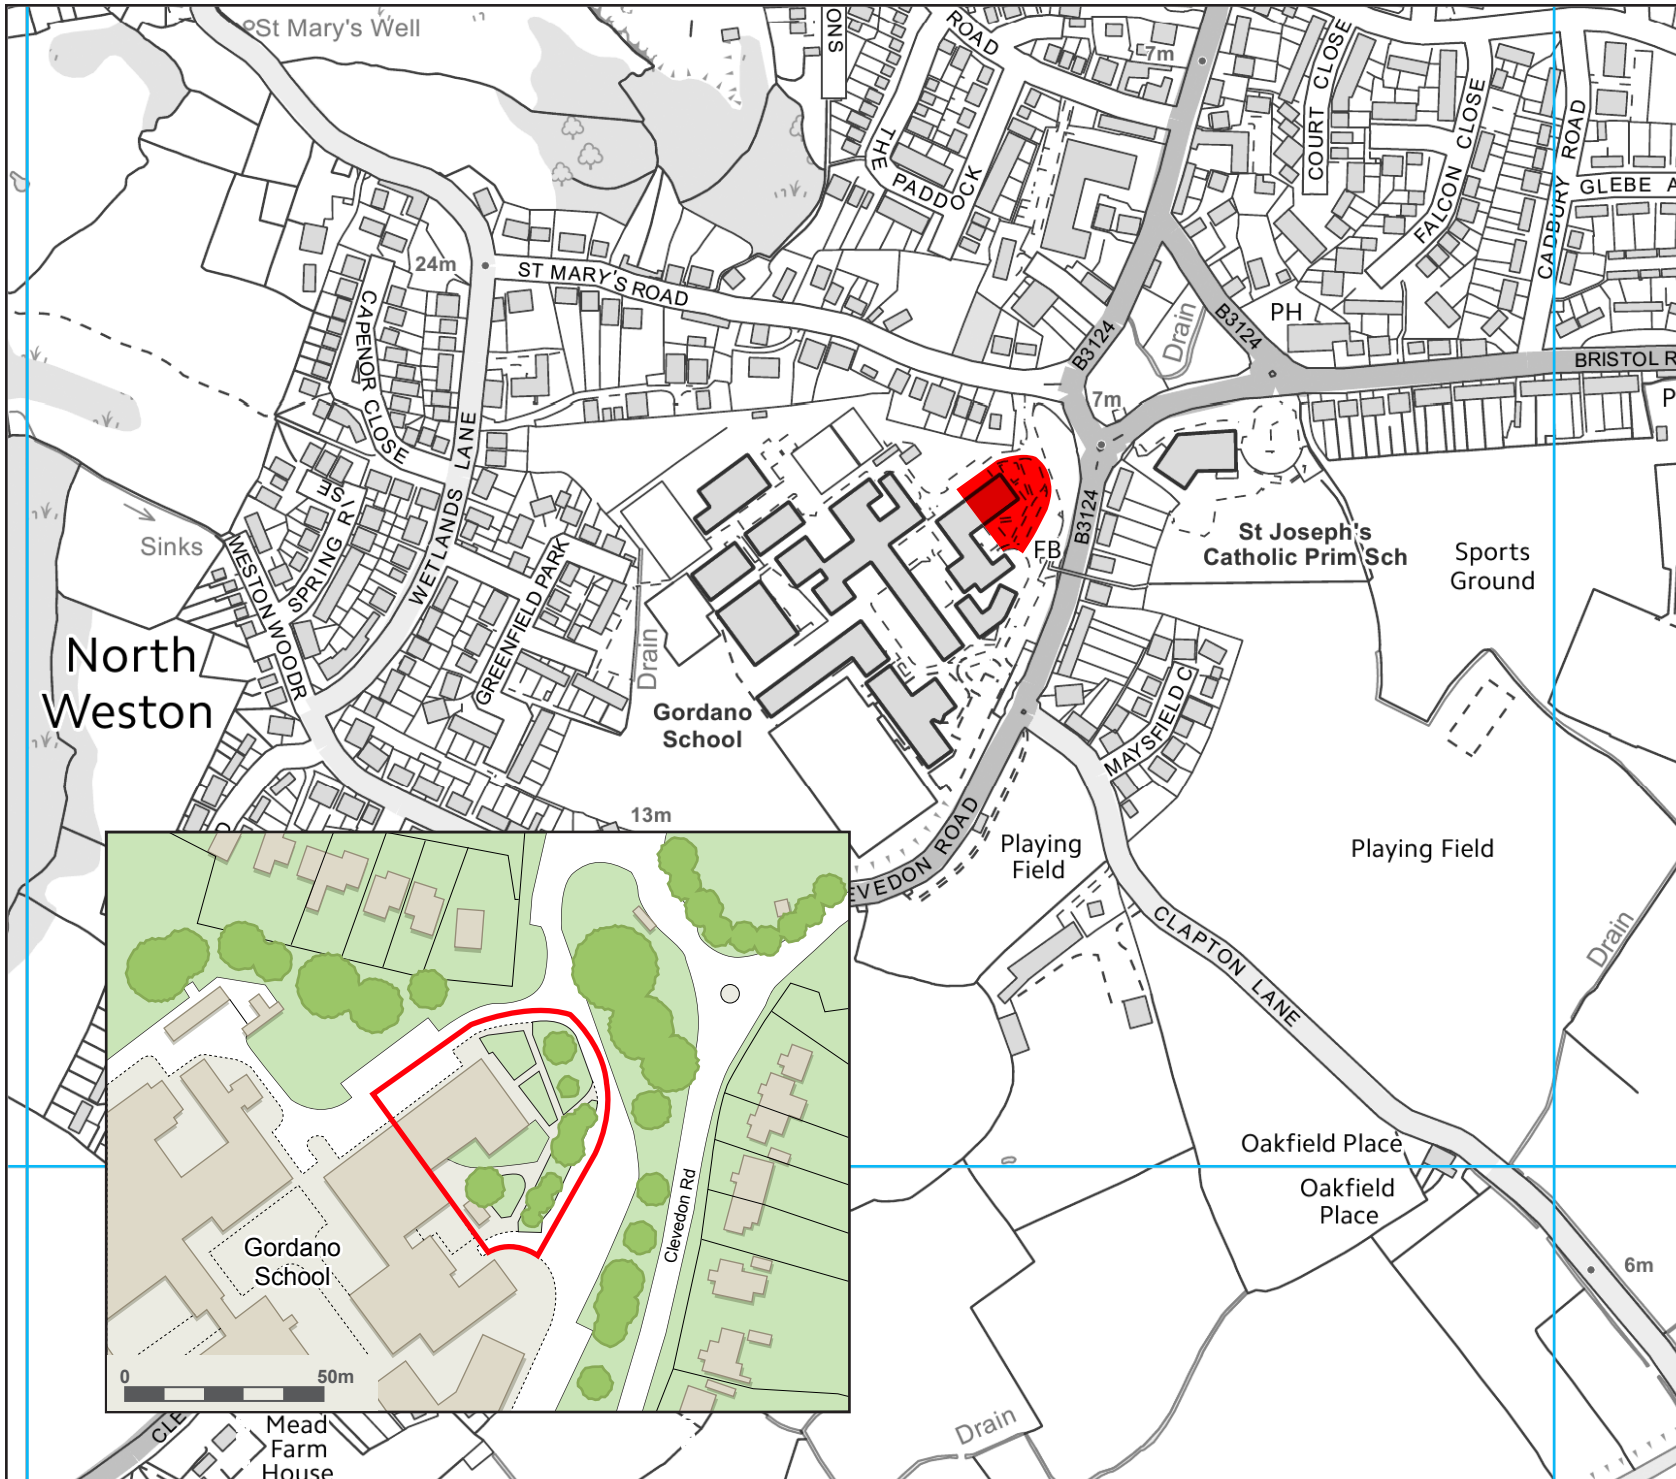 St Mary's Well
ONS
ROAD
7m
COURT CLOSE
FALCON CLOSE
CADBURY ROAD
GLEBE A
THE PADDOCK
24m
ST MARY'S ROAD
CAPENOR CLOSE
B3124
Drain
B3124
PH
BRISTOL R
7m
P
WETLANDS LANE
SPRING RISE
Sinks
WESTON WOOD R
GREENFIELD PARK
Drain
B3124
FB
St Joseph's
Catholic Prim Sch
Sports
Ground
North
Weston
Gordano
School
MAYSFIELD C
13m
EVEDON ROAD
Playing
Field
Playing Field
CLAPTON LANE
Drain
Oakfield Place
Oakfield
Place
6m
Gordano
School
Clevedon Rd
0
50m
CLE
Mead
Farm
House
Drain